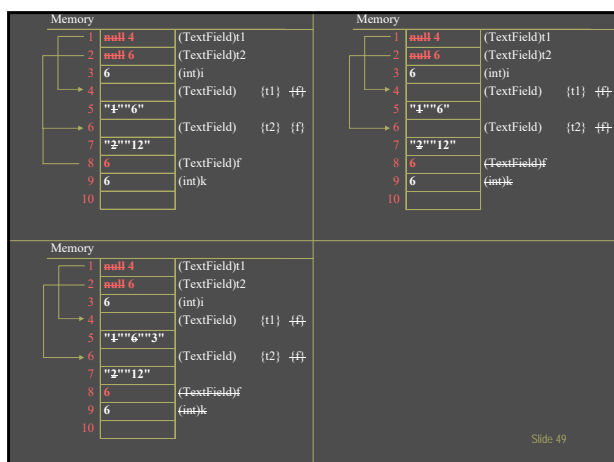 Memory
1 null 4 (TextField)t1
2 null 6 (TextField)t2
3 6 (int)i
4 (TextField) {t1} {f}
5 "1""6"
6 (TextField) {t2} {f}
7 "2""12"
8 6 (TextField)f
9 6 (int)k
10
Memory
1 null 4 (TextField)t1
2 null 6 (TextField)t2
3 6 (int)i
4 (TextField) {t1} {f}
5 "1""6"
6 (TextField) {t2} {f}
7 "2""12"
8 6 (TextField)f
9 6 (int)k
10
Memory
1 null 4 (TextField)t1
2 null 6 (TextField)t2
3 6 (int)i
4 (TextField) {t1} {f}
5 "1""6""3"
6 (TextField) {t2} {f}
7 "2""12"
8 6 (TextField)f
9 6 (int)k
10
Slide 49